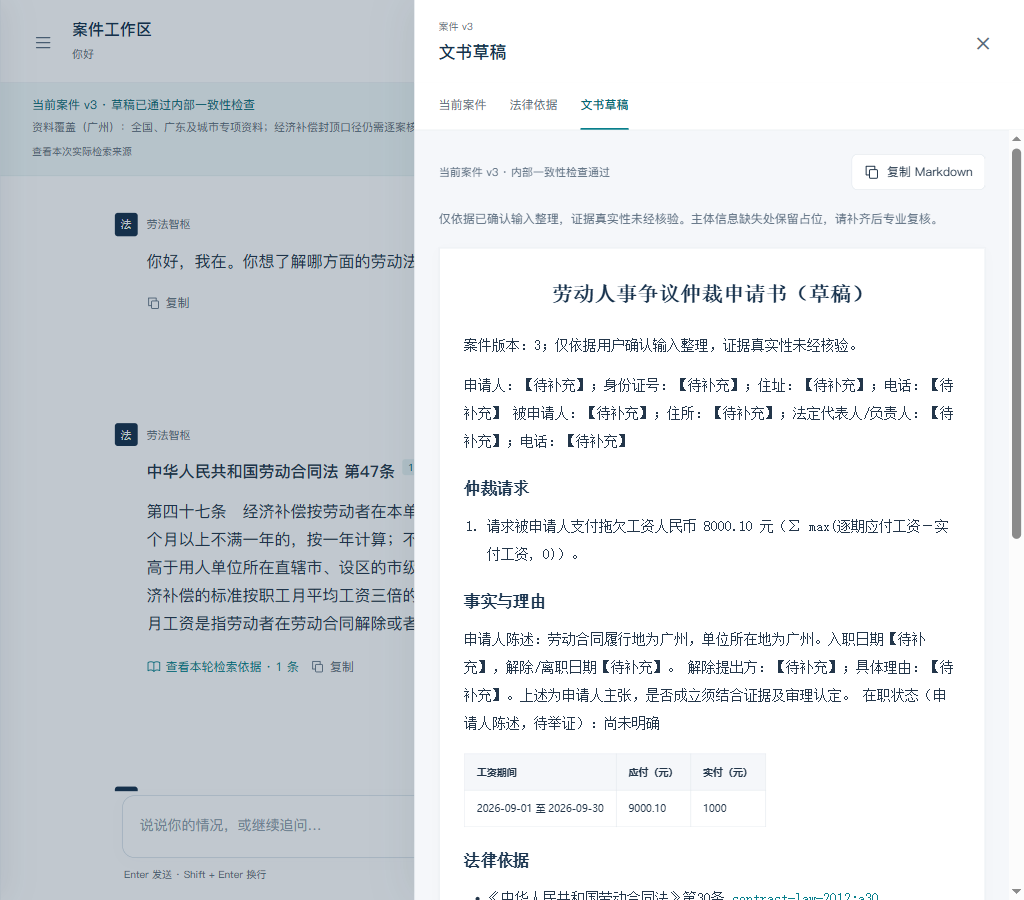 案件工作区
你好
当前案件 v3 · 草稿已通过内部一致性检查
资料覆盖（广州）：全国、广东及城市专项资料；经济补偿封顶口径仍需逐案核
查看本次实际检索来源
法 劳法智枢
你好，我在。你想了解哪方面的劳动法
复制
法 劳法智枢
中华人民共和国劳动合同法 第47条 1
第四十七条　经济补偿按劳动者在本单
个月以上不满一年的，按一年计算；不
高于用人单位所在直辖市、设区的市级
济补偿的标准按职工月平均工资三倍的
月工资是指劳动者在劳动合同解除或者
查看本轮检索依据 · 1 条 复制
说说你的情况，或继续追问…
Enter 发送 · Shift + Enter 换行
案件 v3
文书草稿
当前案件 法律依据 文书草稿
当前案件 v3 · 内部一致性检查通过
复制 Markdown
仅依据已确认输入整理，证据真实性未经核验。主体信息缺失处保留占位，请补齐后专业复核。
劳动人事争议仲裁申请书（草稿）
案件版本：3；仅依据用户确认输入整理，证据真实性未经核验。
申请人：【待补充】；身份证号：【待补充】；住址：【待补充】；电话：【待
补充】 被申请人：【待补充】；住所：【待补充】；法定代表人/负责人：【待
补充】；电话：【待补充】
仲裁请求
1. 请求被申请人支付拖欠工资人民币 8000.10 元（Σ max(逐期应付工资－实
付工资, 0)）。
事实与理由
申请人陈述：劳动合同履行地为广州，单位所在地为广州。入职日期【待补
充】，解除/离职日期【待补充】。 解除提出方：【待补充】；具体理由：【待
补充】。上述为申请人主张，是否成立须结合证据及审理认定。 在职状态（申
请人陈述，待举证）：尚未明确
工资期间 应付（元） 实付（元）
2026-09-01 至 2026-09-30 9000.10 1000
法律依据
• 《中华人民共和国劳动合同法》第30条 contract-law-2012:a30